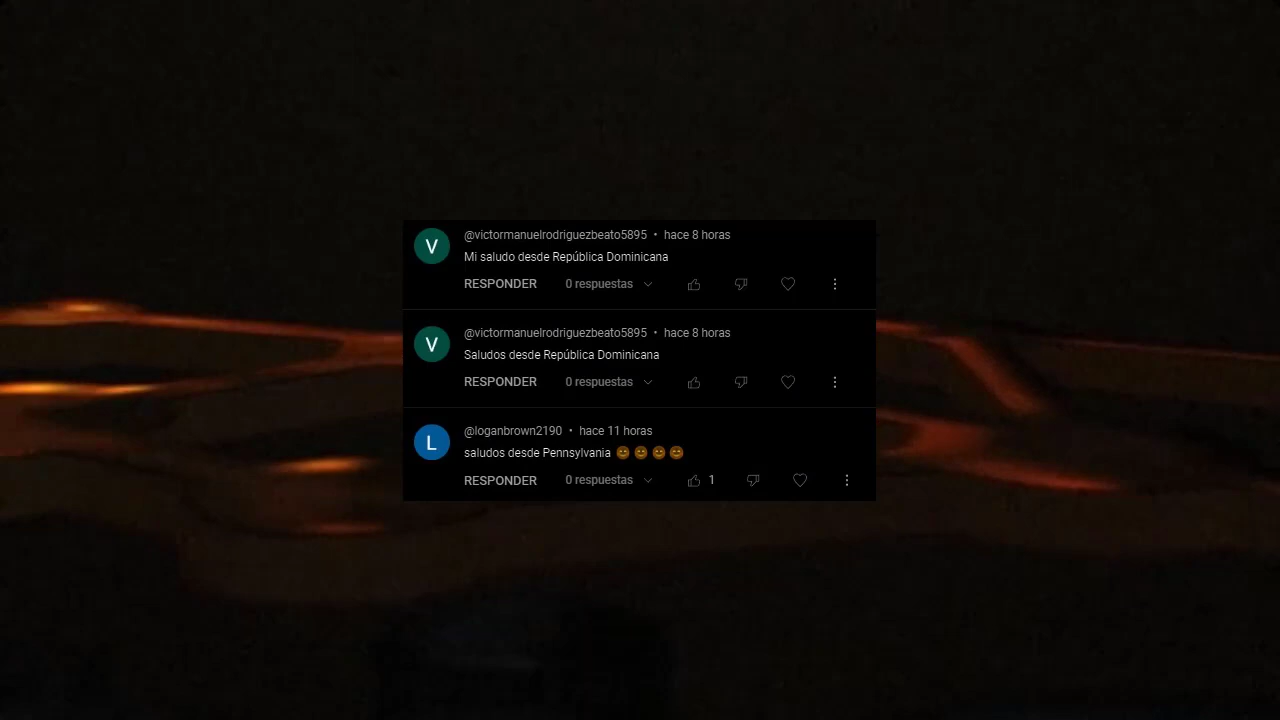 V
@victormanuelrodriguezbeato5895 • hace 8 horas
Mi saludo desde República Dominicana
RESPONDER 0 respuestas
V
@victormanuelrodriguezbeato5895 • hace 8 horas
Saludos desde República Dominicana
RESPONDER 0 respuestas
L
@loganbrown2190 • hace 11 horas
saludos desde Pennsylvania 😊😊😊😊
RESPONDER 0 respuestas 1